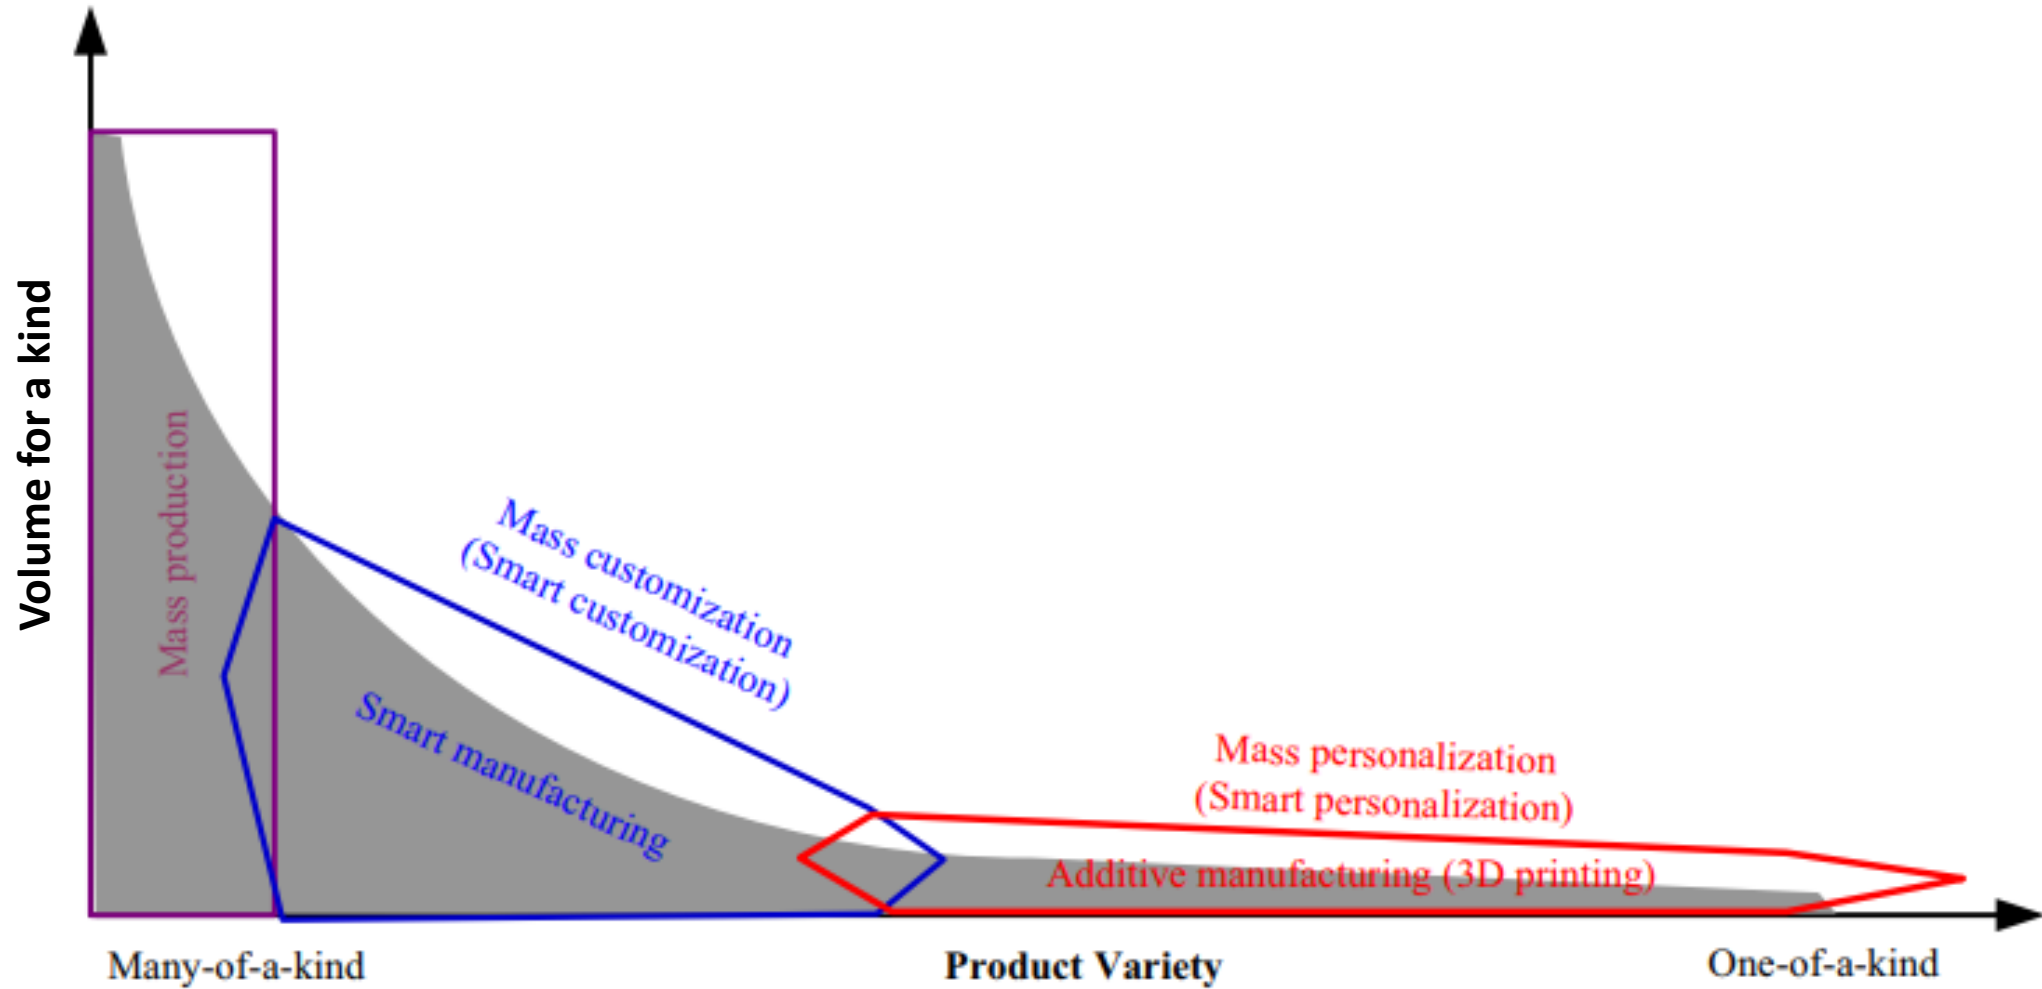 Volume for a kind
Mass production
Mass customization
(Smart customization)
Smart manufacturing
Mass personalization
(Smart personalization)
Additive manufacturing (3D printing)
Many-of-a-kind
Product Variety
One-of-a-kind